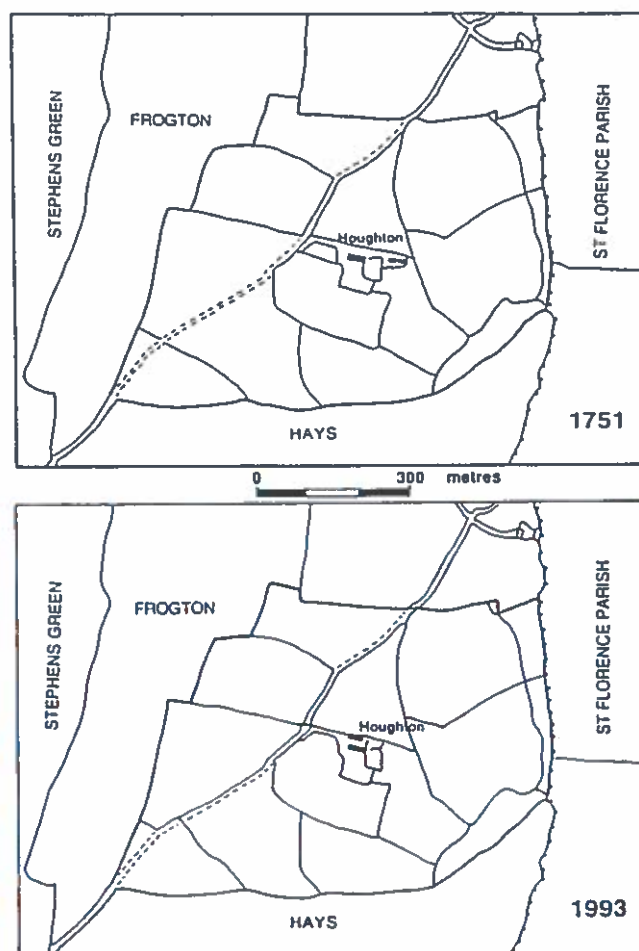 STEPHENS GREEN
FROGTON
ST FLORENCE PARISH
Houghton
1751
HAYS
0 300 metres
STEPHENS GREEN
FROGTON
ST FLORENCE PARISH
Houghton
1993
HAYS